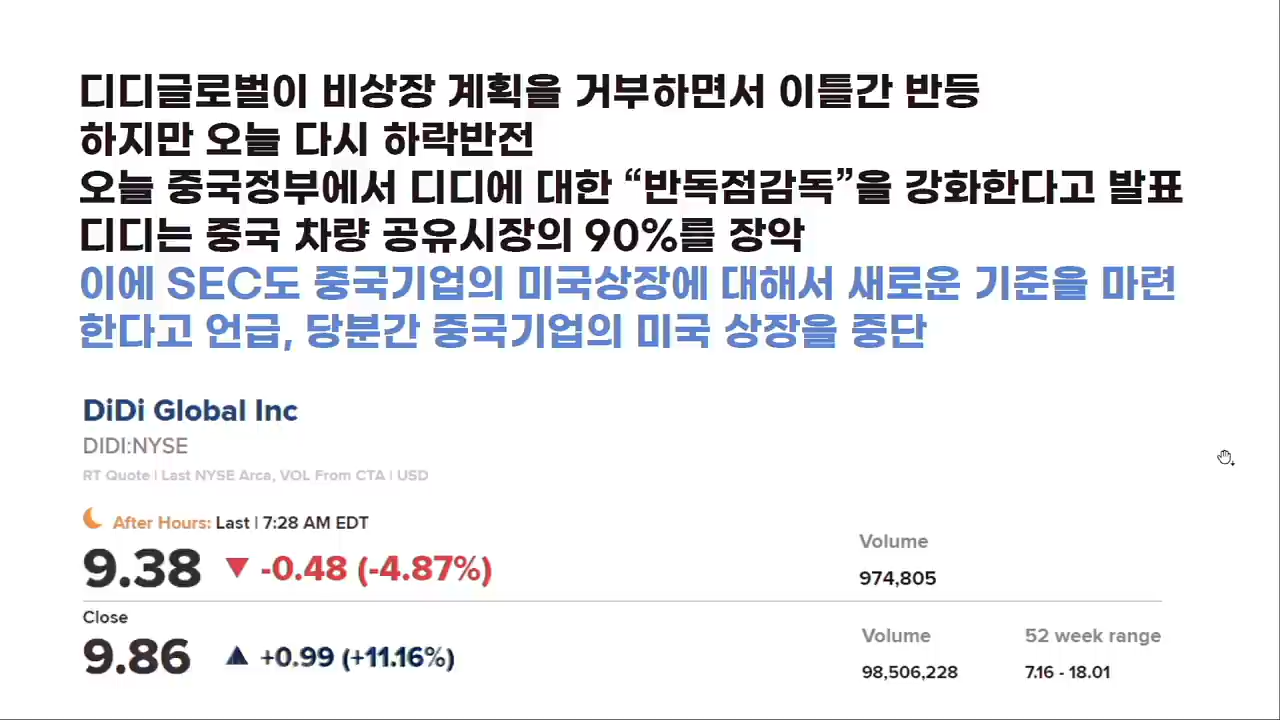 디디글로벌이 비상장 계획을 거부하면서 이틀간 반등
하지만 오늘 다시 하락반전
오늘 중국정부에서 디디에 대한 “반독점감독”을 강화한다고 발표
디디는 중국 차량 공유시장의 90%를 장악
이에 SEC도 중국기업의 미국상장에 대해서 새로운 기준을 마련
한다고 언급, 당분간 중국기업의 미국 상장을 중단
DiDi Global Inc
DIDI:NYSE
RT Quote | Last NYSE Arca, VOL From CTA | USD
After Hours: Last | 7:28 AM EDT
9.38 ▼ -0.48 (-4.87%)
Volume
974,805
Close
9.86 ▲ +0.99 (+11.16%)
Volume 52 week range
98,506,228 7.16 - 18.01